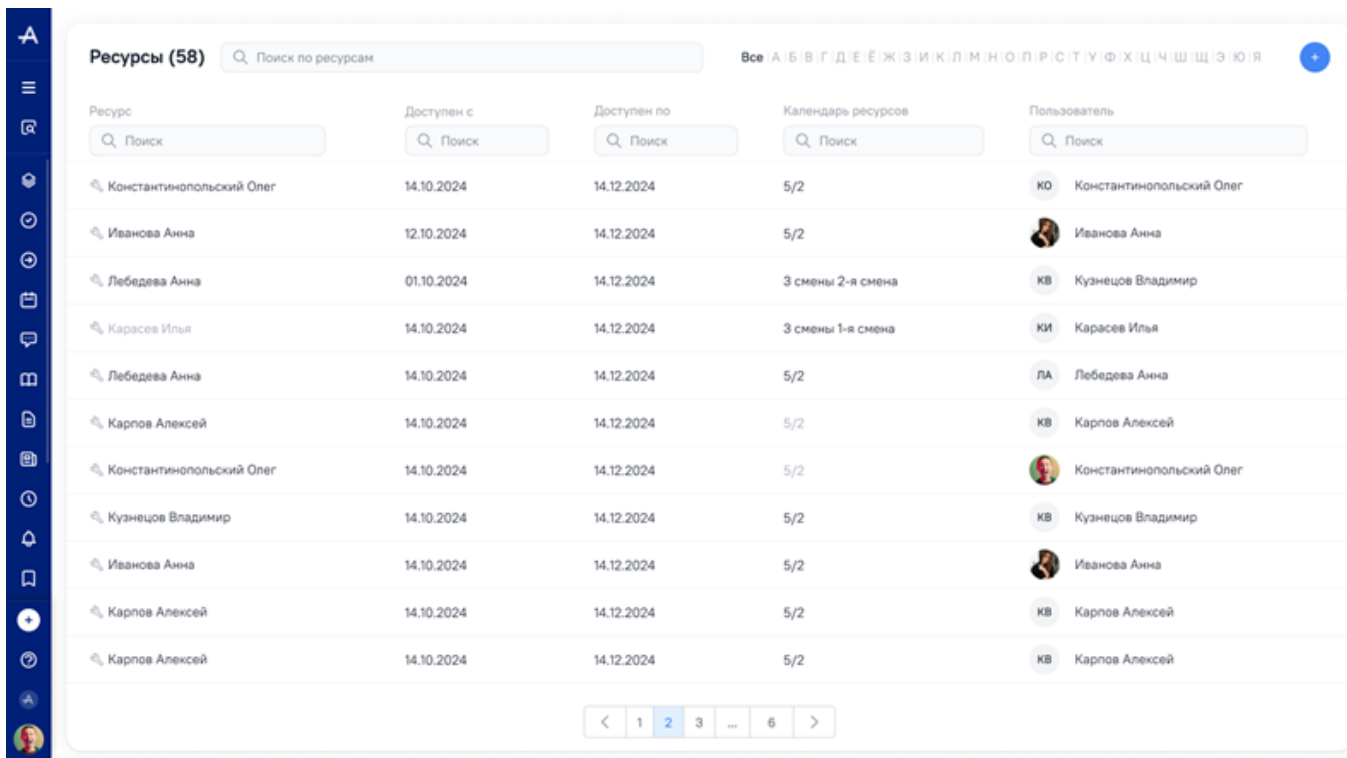 Ресурсы (58) Поиск по ресурсам Все А Б В Г Д Е Ё Ж З И К Л М Н О П Р С Т У Ф Х Ц Ч Ш Щ Э Ю Я
Ресурс Доступен с Доступен по Календарь ресурсов Пользователь
Поиск Поиск Поиск Поиск Поиск
Константинопольский Олег 14.10.2024 14.12.2024 5/2 КО Константинопольский Олег
Иванова Анна 12.10.2024 14.12.2024 5/2 Иванова Анна
Лебедева Анна 01.10.2024 14.12.2024 3 смены 2-я смена КВ Кузнецов Владимир
Карасев Илья 14.10.2024 14.12.2024 3 смены 1-я смена КИ Карасев Илья
Лебедева Анна 14.10.2024 14.12.2024 5/2 ЛА Лебедева Анна
Карпов Алексей 14.10.2024 14.12.2024 5/2 КВ Карпов Алексей
Константинопольский Олег 14.10.2024 14.12.2024 5/2 Константинопольский Олег
Кузнецов Владимир 14.10.2024 14.12.2024 5/2 КВ Кузнецов Владимир
Иванова Анна 14.10.2024 14.12.2024 5/2 Иванова Анна
Карпов Алексей 14.10.2024 14.12.2024 5/2 КВ Карпов Алексей
Карпов Алексей 14.10.2024 14.12.2024 5/2 КВ Карпов Алексей
1 2 3 ... 6